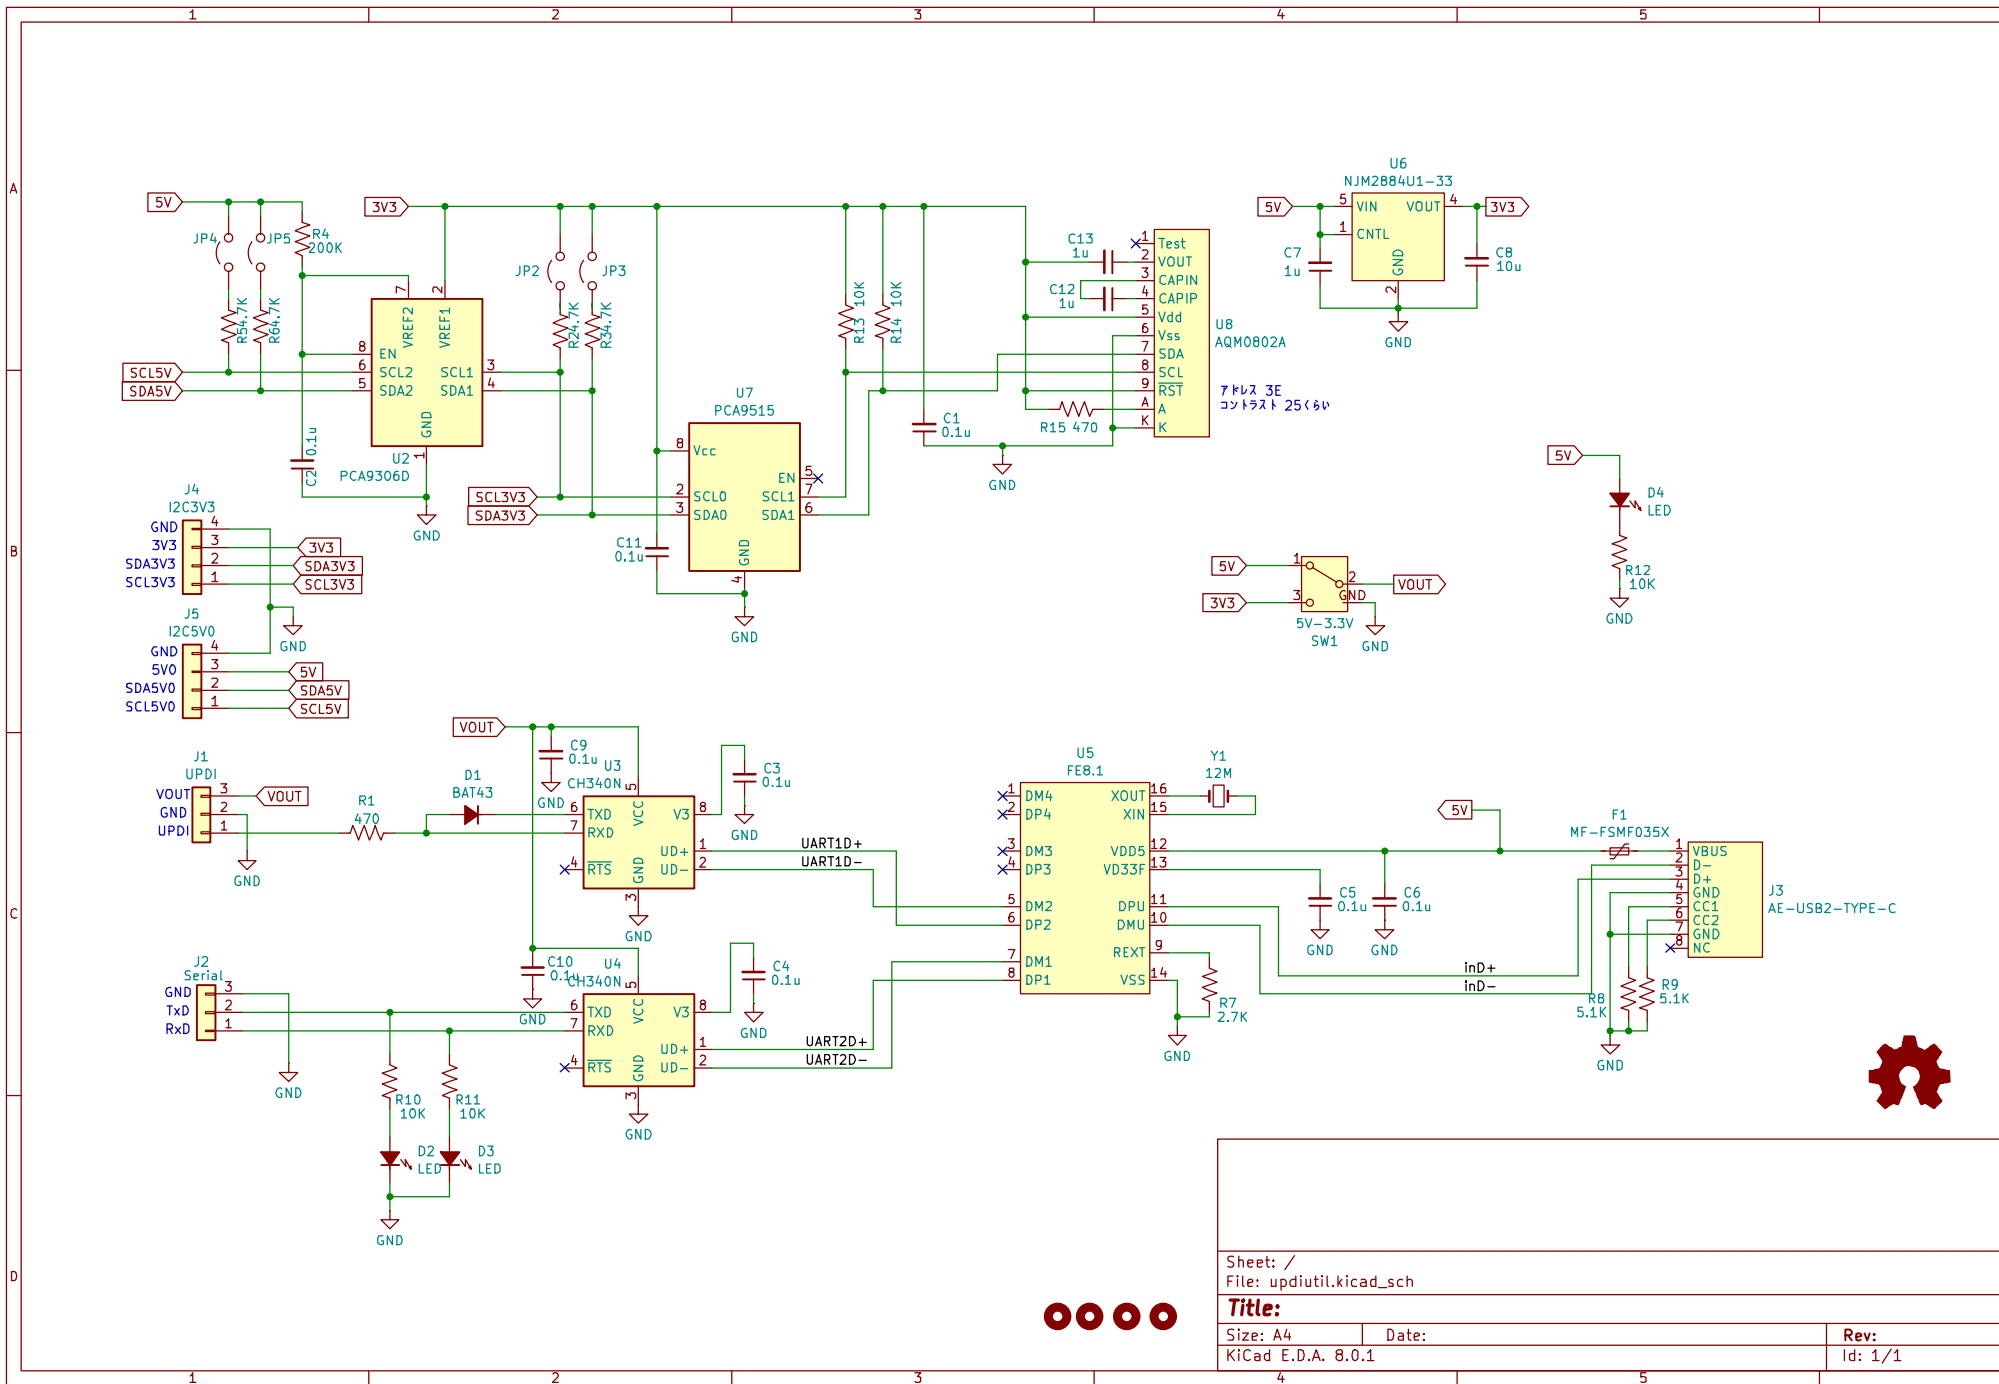 1 2 3 4 5
A
B
C
D
5V
JP4
JP5
R4
200K
R5 4.7K
R6 4.7K
SCL5V
SDA5V
7 VREF2
2 VREF1
8 EN
6 SCL2
5 SDA2
SCL1 3
SDA1 4
GND 1
U2
PCA9306D
C2 0.1u
GND
3V3
JP2
JP3
R2 4.7K
R3 4.7K
SCL3V3
SDA3V3
U7
PCA9515
8 Vcc
EN 5
2 SCL0
3 SDA0
SCL1 7
SDA1 6
GND 4
C11
0.1u
GND
R13 10K
R14 10K
C1
0.1u
GND
C13
1u
C12
1u
R15 470
1 Test
2 VOUT
3 CAPIN
4 CAPIP
5 Vdd
6 Vss
7 SDA
8 SCL
9 RST
A A
K K
U8
AQM0802A
アドレス 3E
コントラスト 25くらい
U6
NJM2884U1-33
5V
5 VIN
VOUT 4
3V3
1 CNTL
GND 2
C7
1u
C8
10u
GND
5V
D4
LED
R12
10K
GND
5V
3V3
1
2
3
GND
VOUT
5V-3.3V
SW1
GND
J4
I2C3V3
GND 4
3V3 3 3V3
SDA3V3 2 SDA3V3
SCL3V3 1 SCL3V3
J5
I2C5V0
GND
GND 4
5V0 3 5V
SDA5V0 2 SDA5V
SCL5V0 1 SCL5V
J1
UPDI
VOUT 3 VOUT
GND 2
UPDI 1
GND
R1
470
D1
BAT43
VOUT
C9
0.1u
GND
U3
CH340N
6 TXD
7 RXD
4 RTS
VCC 5
V3 8
UD+ 1
UD- 2
GND 3
GND
C3
0.1u
GND
UART1D+
UART1D-
J2
Serial
GND 3
TxD 2
RxD 1
GND
R10
10K
R11
10K
D2
LED
D3
LED
GND
C10
0.1u
GND
U4
CH340N
6 TXD
7 RXD
4 RTS
VCC 5
V3 8
UD+ 1
UD- 2
GND 3
GND
C4
0.1u
GND
UART2D+
UART2D-
U5
FE8.1
1 DM4
2 DP4
3 DM3
4 DP3
5 DM2
6 DP2
7 DM1
8 DP1
XOUT 16
XIN 15
VDD5 12
VD33F 13
DPU 11
DMU 10
REXT 9
VSS 14
Y1
12M
R7
2.7K
GND
C5
0.1u
GND
C6
0.1u
GND
5V
F1
MF-FSMF035X
1 VBUS
2 D-
3 D+
4 GND
5 CC1
6 CC2
7 GND
8 NC
J3
AE-USB2-TYPE-C
inD+
inD-
R8
5.1K
R9
5.1K
GND
Sheet: /
File: updiutil.kicad_sch
Title:
Size: A4 Date: Rev:
KiCad E.D.A. 8.0.1 Id: 1/1
1 2 3 4 5